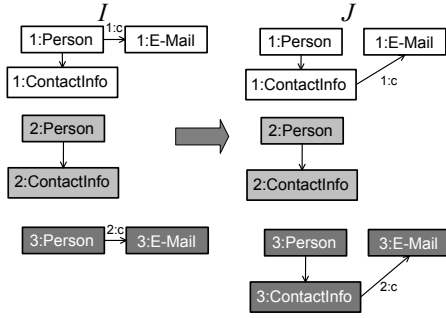 I
J
1:Person
1:c
1:E-Mail
1:ContactInfo
2:Person
2:ContactInfo
3:Person
2:c
3:E-Mail
1:Person
1:E-Mail
1:ContactInfo
1:c
2:Person
2:ContactInfo
3:Person
3:E-Mail
3:ContactInfo
2:c